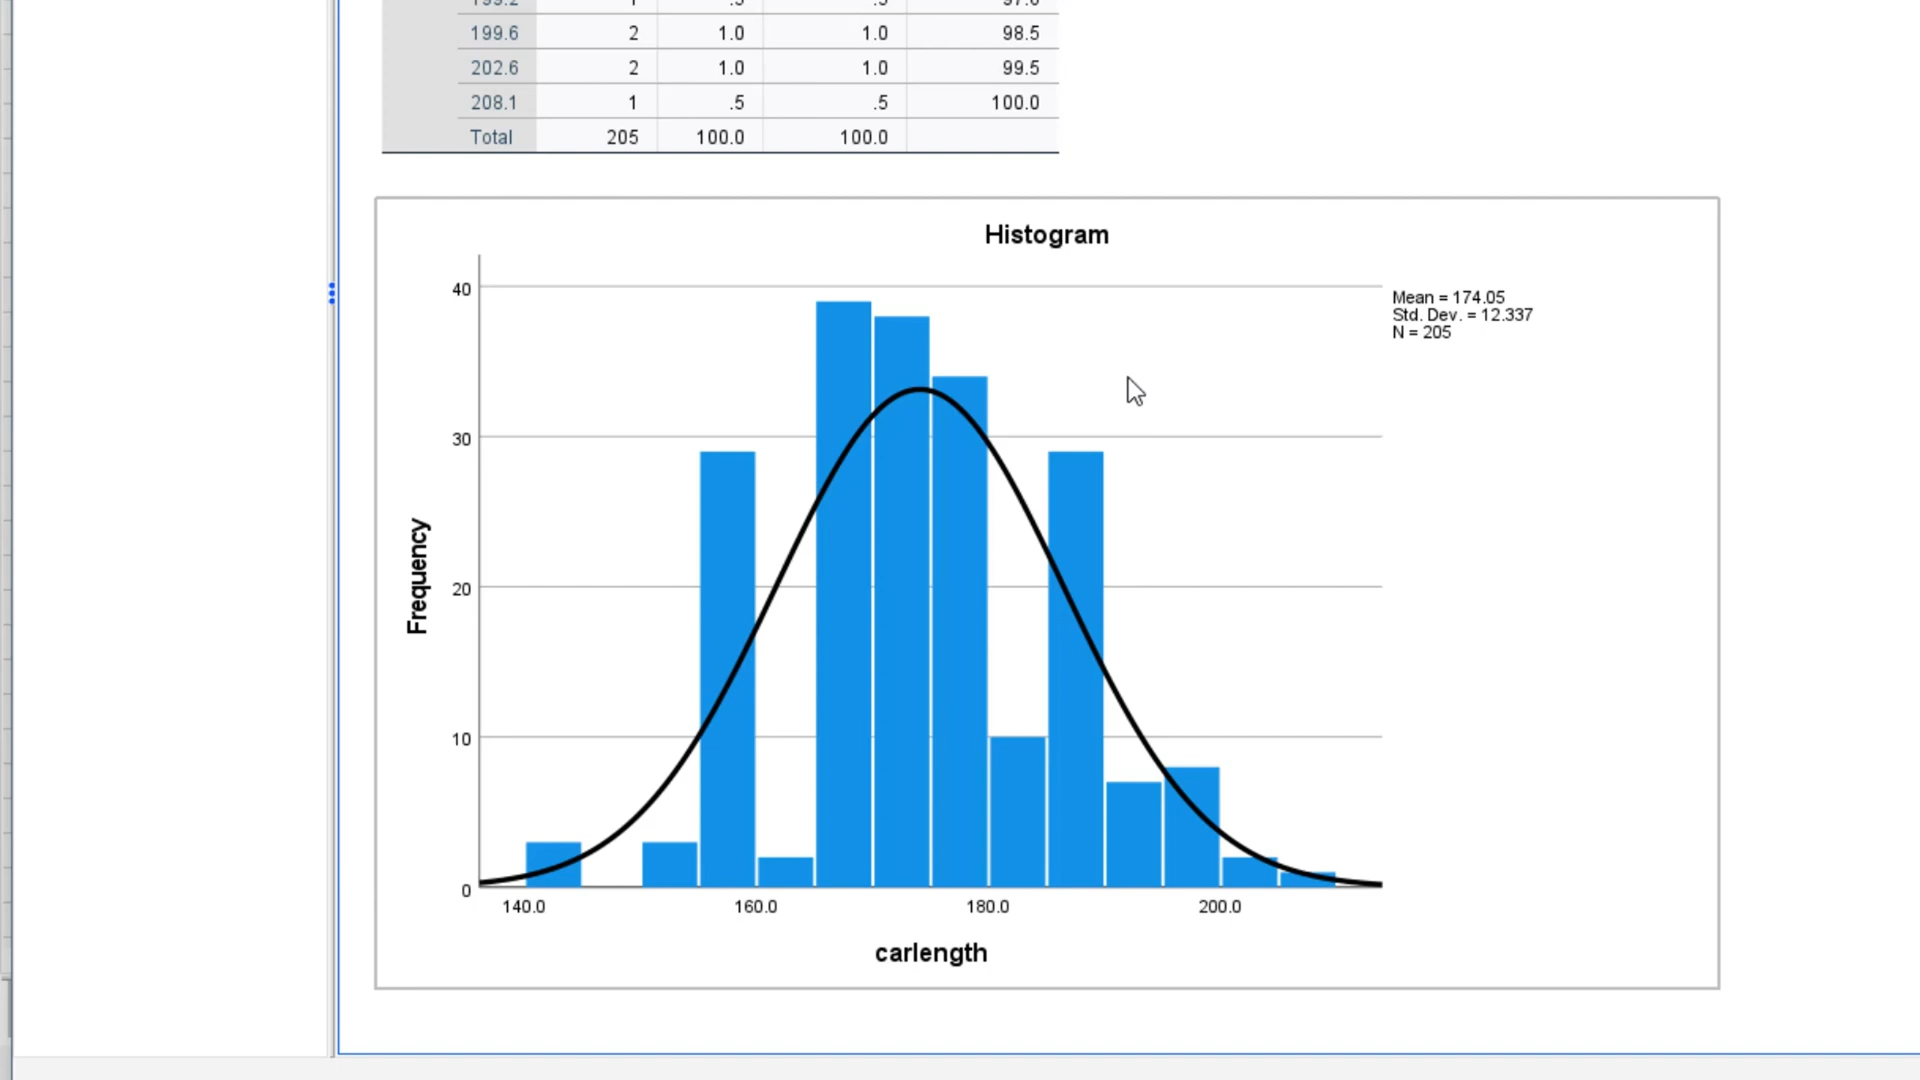 199.6 2 1.0 1.0 98.5
202.6 2 1.0 1.0 99.5
208.1 1 .5 .5 100.0
Total 205 100.0 100.0
Histogram
Mean = 174.05
Std. Dev. = 12.337
N = 205
40
30
20
10
0
Frequency
140.0 160.0 180.0 200.0
carlength